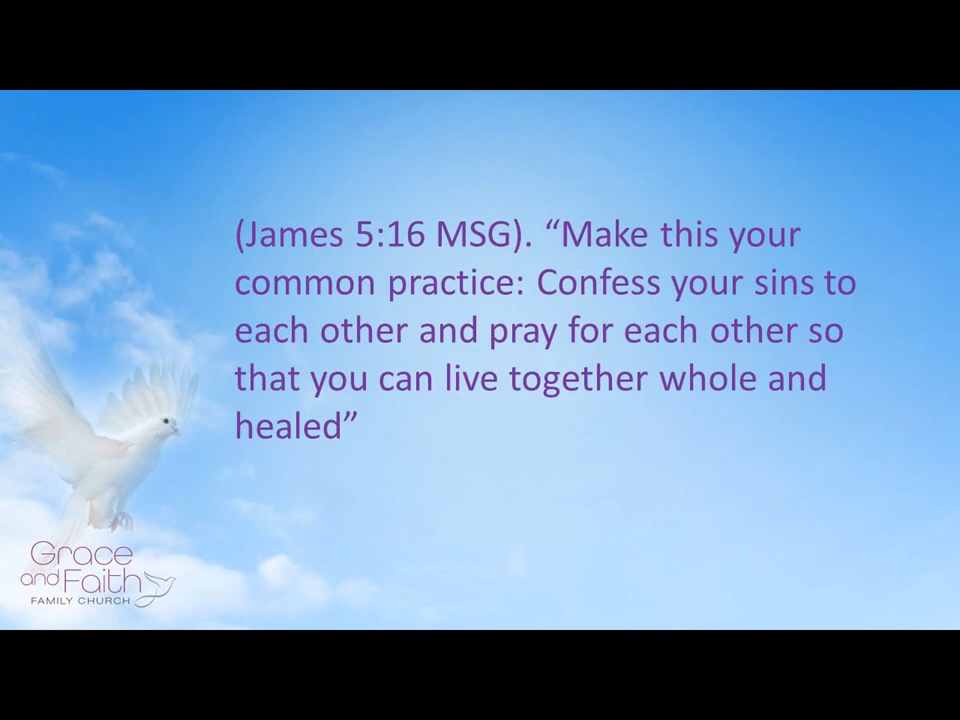 (James 5:16 MSG). “Make this your
common practice: Confess your sins to
each other and pray for each other so
that you can live together whole and
healed”
Grace
and Faith
FAMILY CHURCH